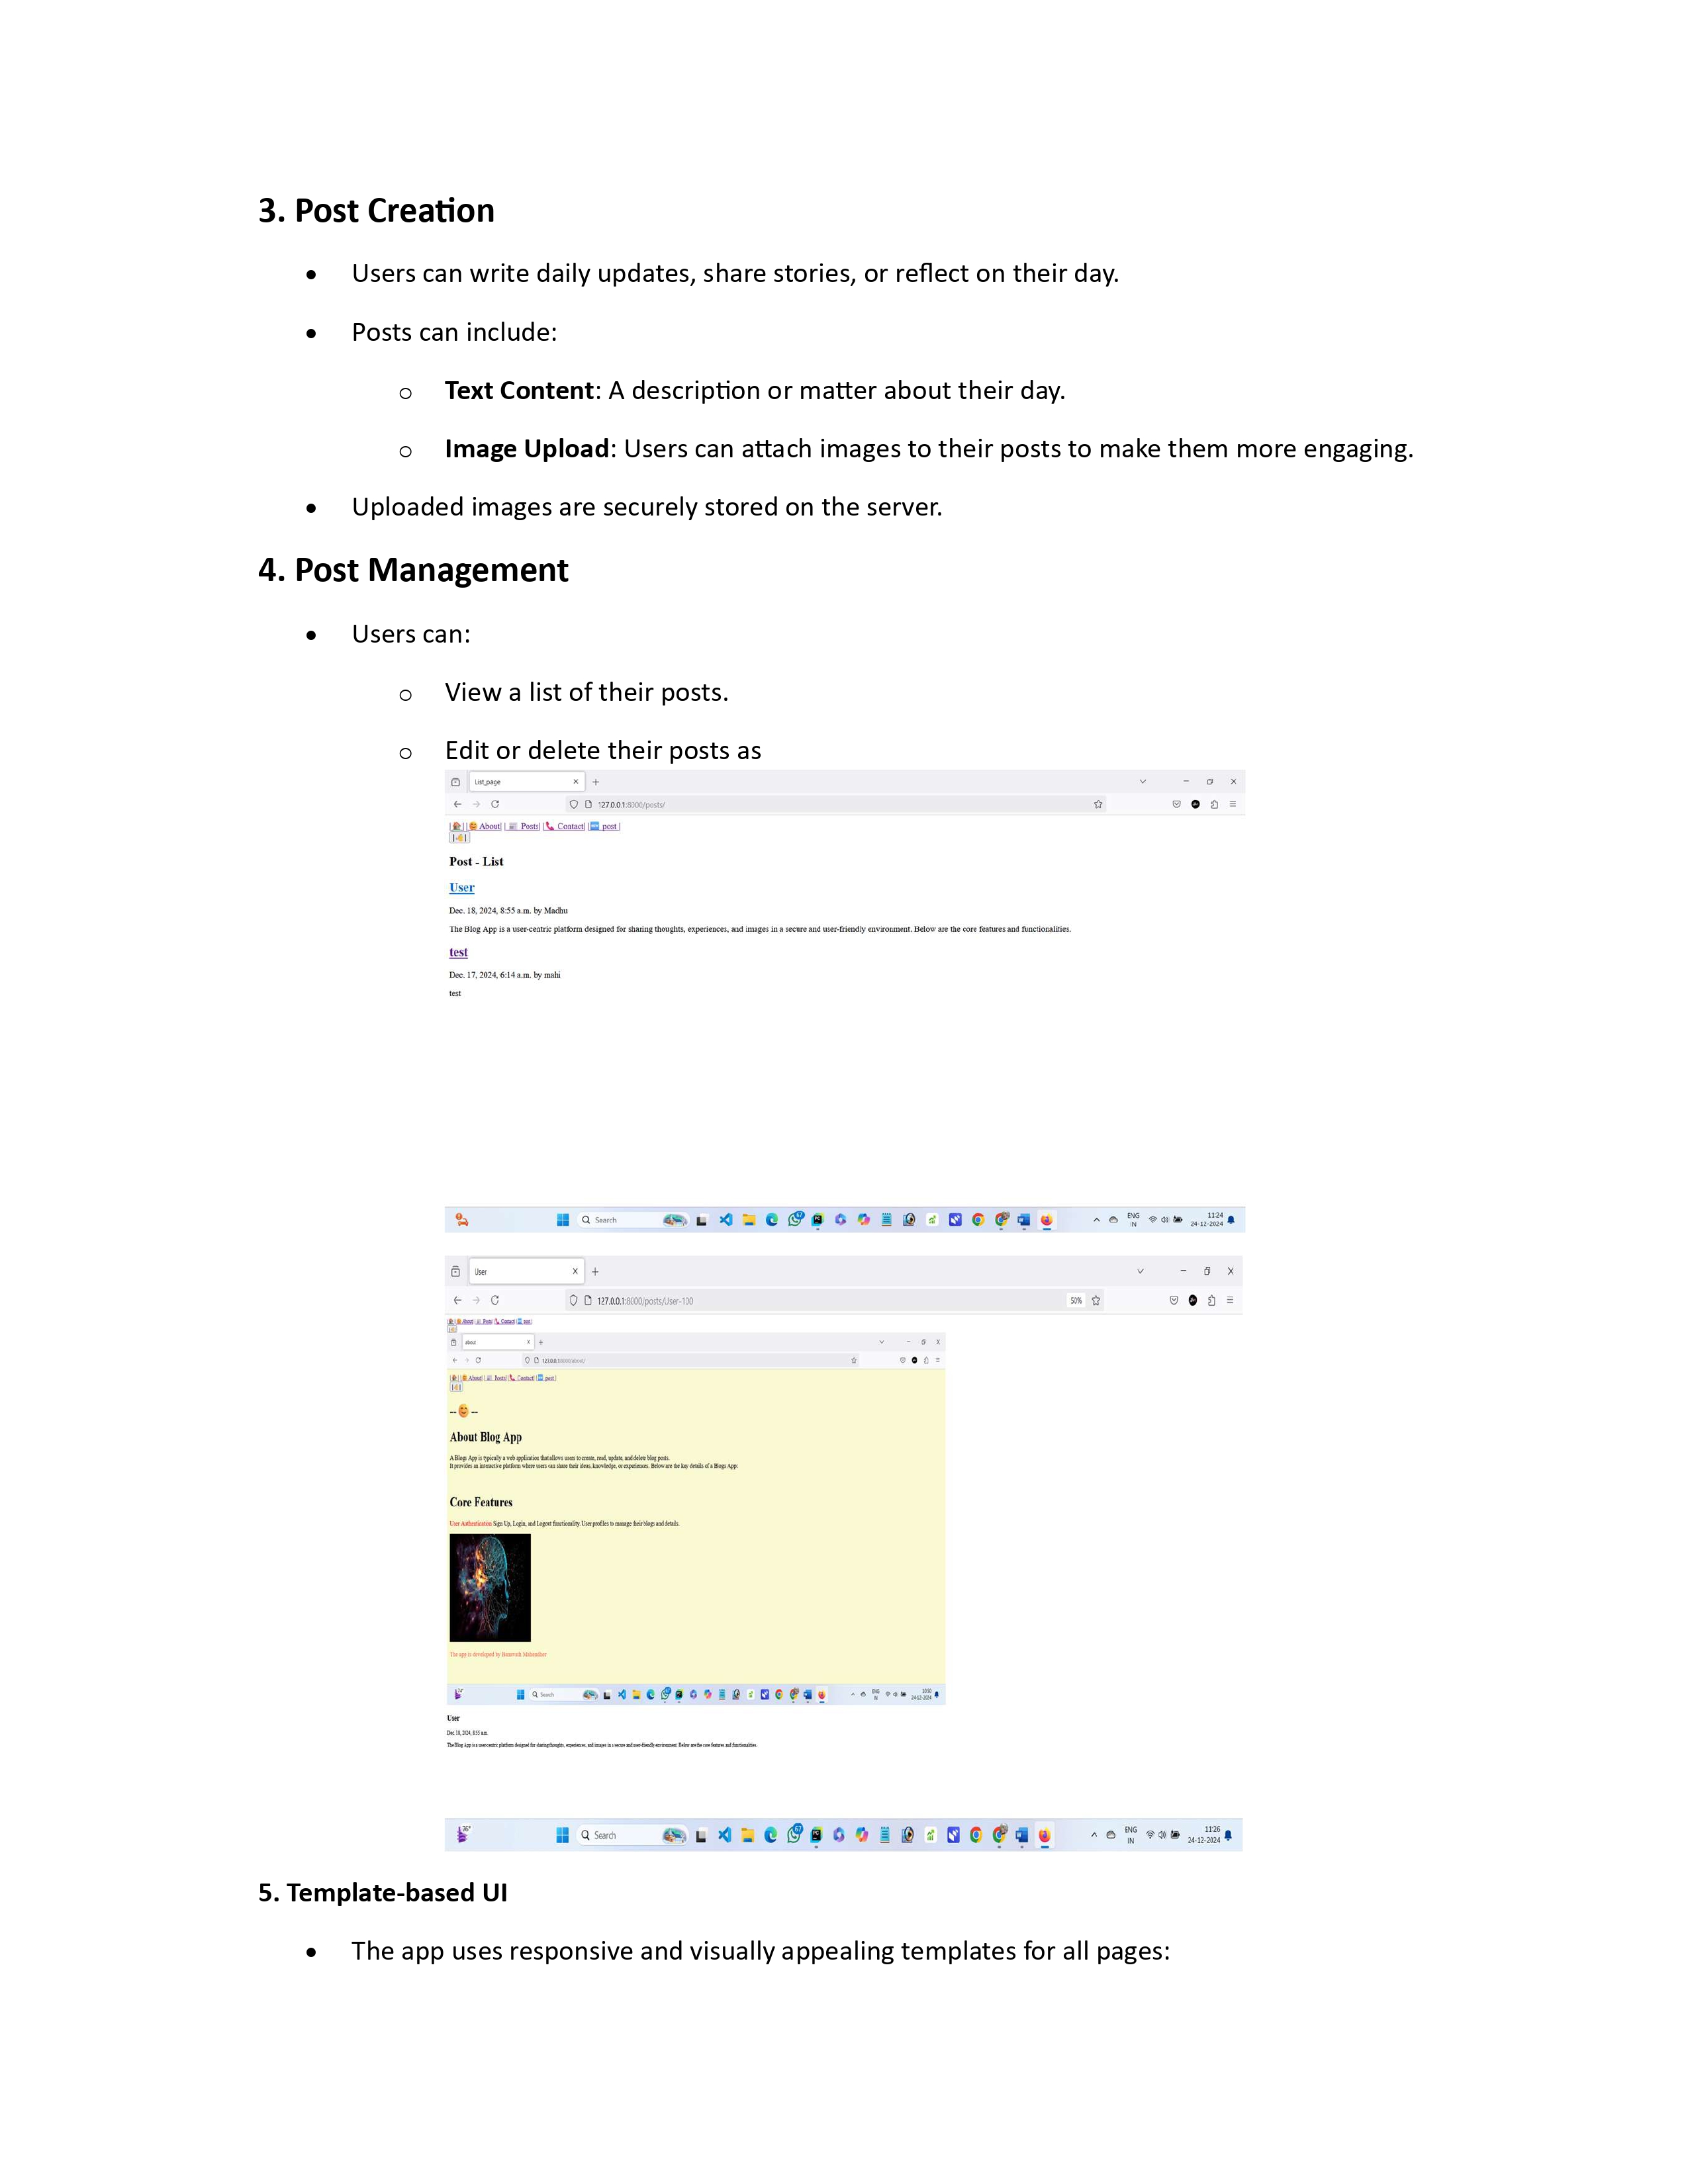 3. Post Creation
• Users can write daily updates, share stories, or reflect on their day.
• Posts can include:
o Text Content: A description or matter about their day.
o Image Upload: Users can attach images to their posts to make them more engaging.
• Uploaded images are securely stored on the server.
4. Post Management
• Users can:
o View a list of their posts.
o Edit or delete their posts as
List_page
127.0.0.1:8000/posts/
| | | About| | Posts| | Contact| | post |
Post - List
User
Dec. 18, 2024, 8:55 a.m. by Madhu
The Blog App is a user-centric platform designed for sharing thoughts, experiences, and images in a secure and user-friendly environment. Below are the core features and functionalities.
test
Dec. 17, 2024, 6:14 a.m. by mahi
test
Search
ENG
IN
11:24
24-12-2024
User
127.0.0.1:8000/posts/User-100
50%
| | | About| | Posts| | Contact| | post|
about
127.0.0.1:8000/about/
| | | About| | Posts| | Contact| | post |
-- --
About Blog App
A Blogs App is typically a web application that allows users to create, read, update, and delete blog posts.
It provides an interactive platform where users can share their ideas, knowledge, or experiences. Below are the key details of a Blogs App:
Core Features
User Authentication Sign Up, Login, and Logout functionality. User profiles to manage their blogs and details.
The app is developed by
Search
ENG
IN
10:50
24-12-2024
User
Dec. 18, 2024, 8:55 a.m.
The Blog App is a user-centric platform designed for sharing thoughts, experiences, and images in a secure and user-friendly environment. Below are the core features and functionalities.
Search
ENG
IN
11:26
24-12-2024
5. Template-based UI
• The app uses responsive and visually appealing templates for all pages: